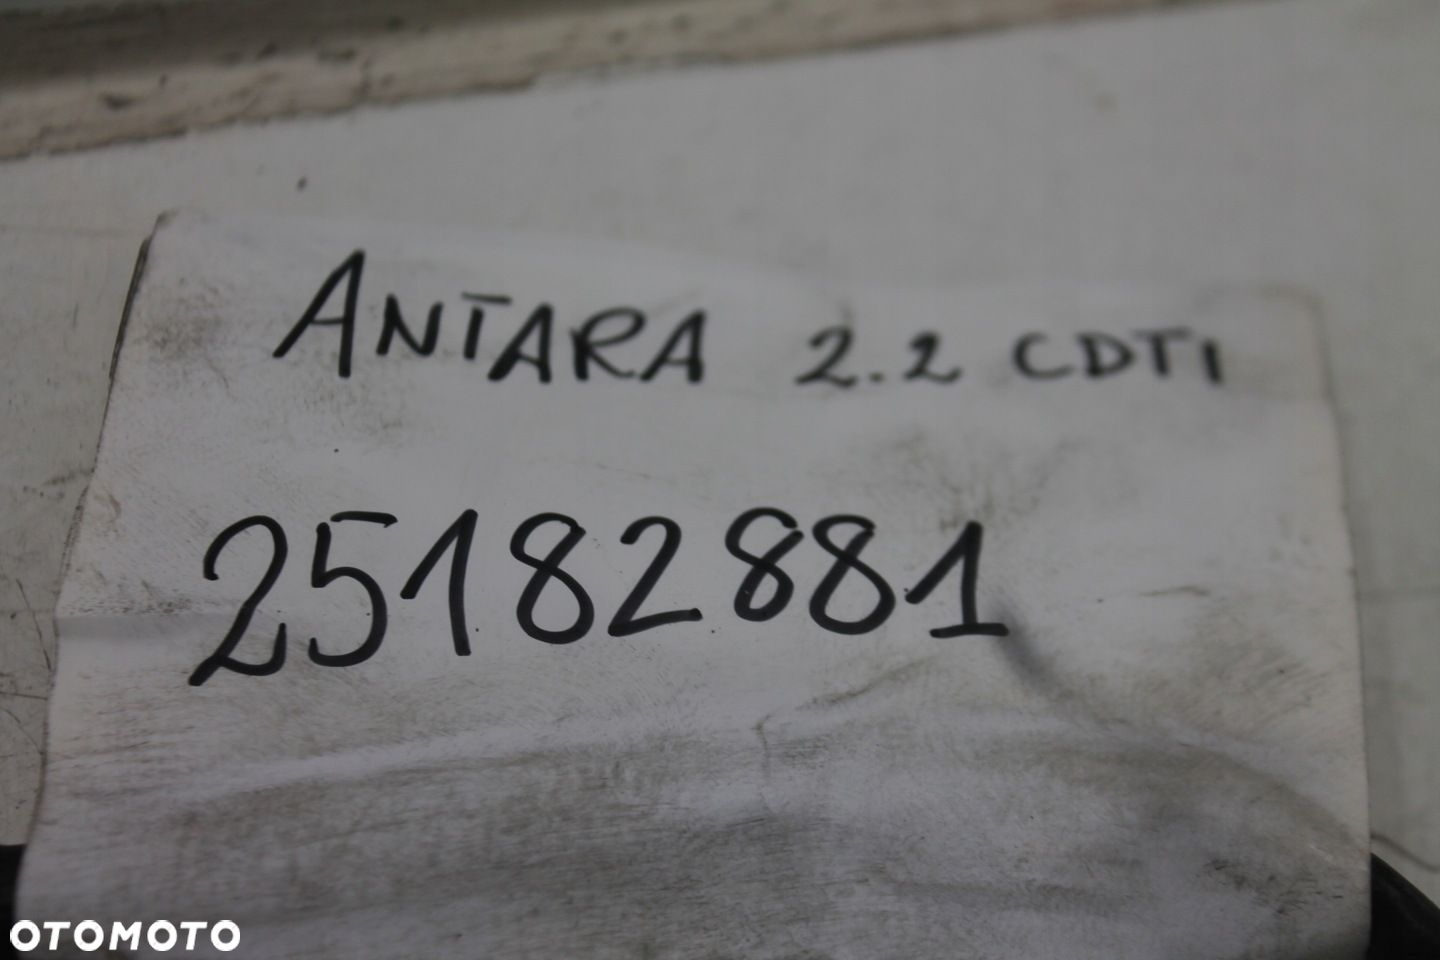 ANTARA 2.2 CDTI
25182881
OTOMOTO